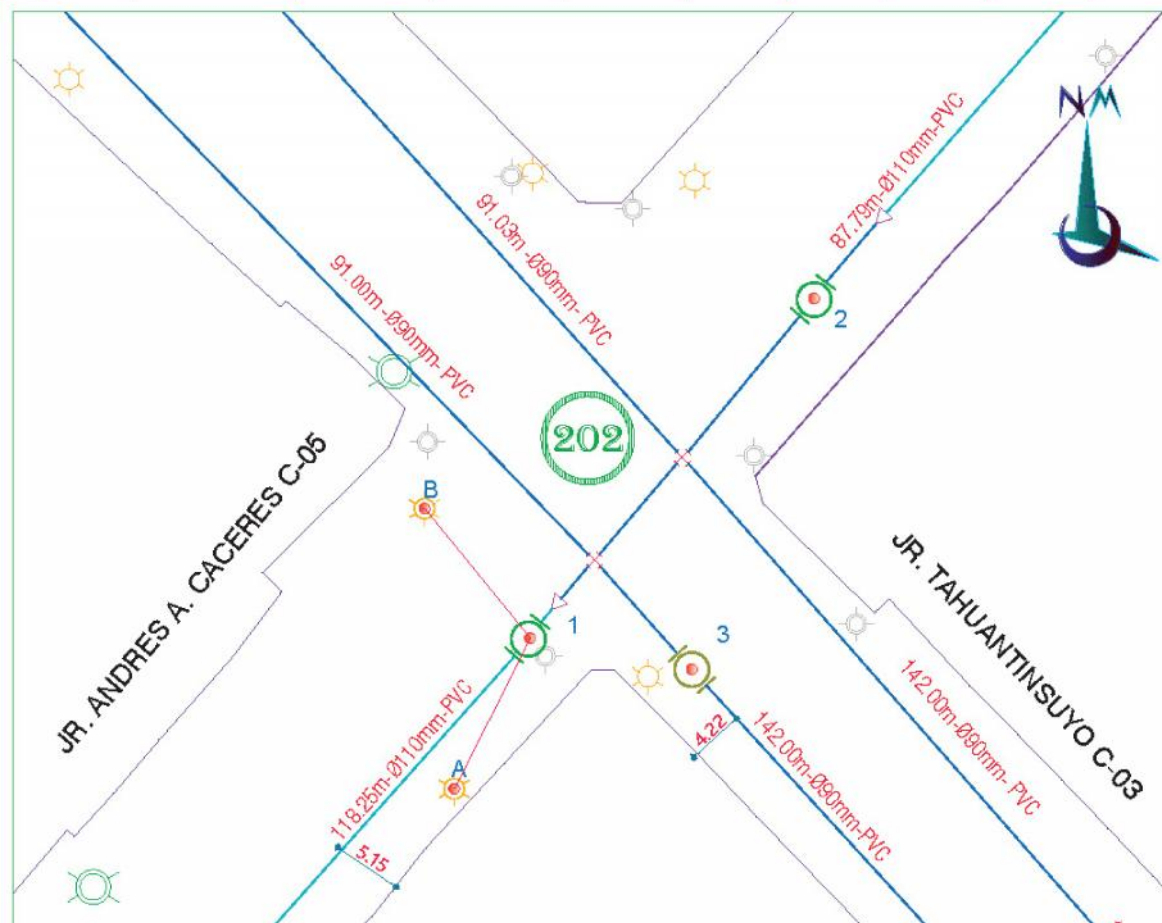 NM
87.79m-Ø110mm-PVC
91.03m-Ø90mm- PVC
91.00m-Ø90mm- PVC
2
202
JR. ANDRES A. CACERES C-05
B
JR. TAHUANTINSUYO C-03
1
3
4.22
142.00m-Ø90mm-PVC
142.00m-Ø90mm- PVC
A
118.25m-Ø110mm-PVC
5.15